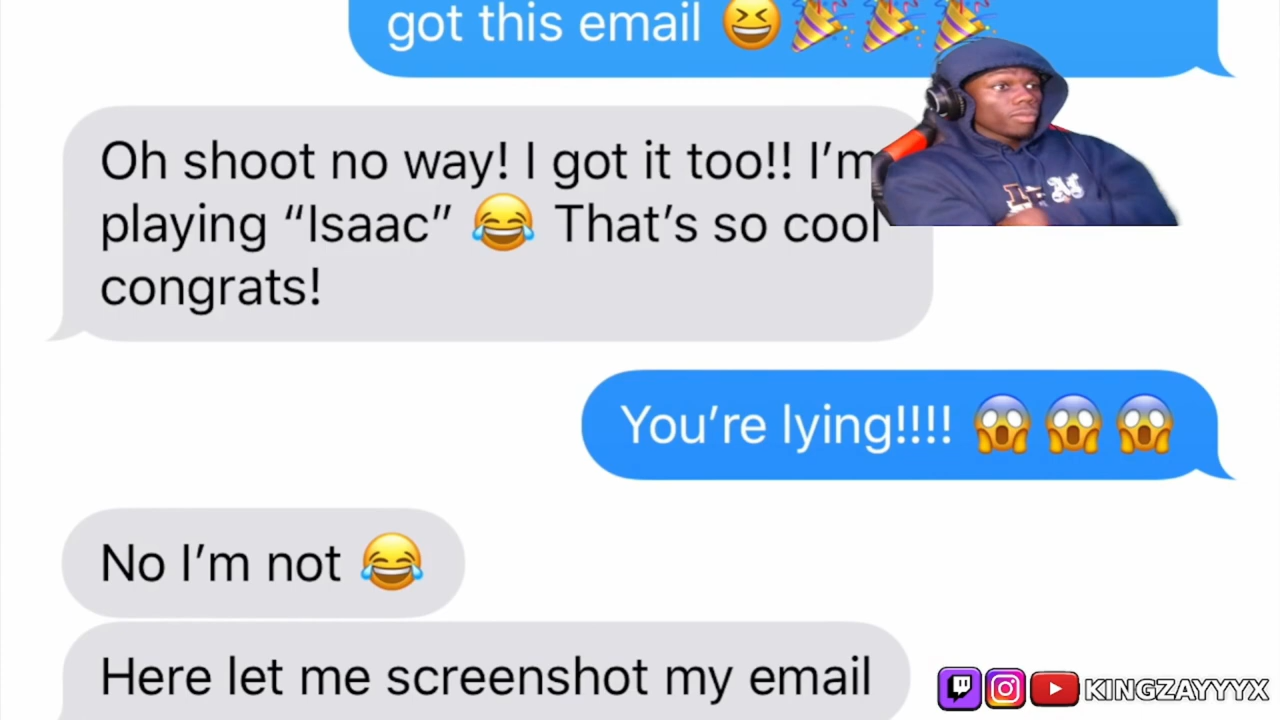 got this email 😆🎉🎉🎉
Oh shoot no way! I got it too!! I’m
playing “Isaac” 😂 That’s so cool
congrats!
You’re lying!!!! 😱😱😱
No I’m not 😂
Here let me screenshot my email
KINGZAYYYX